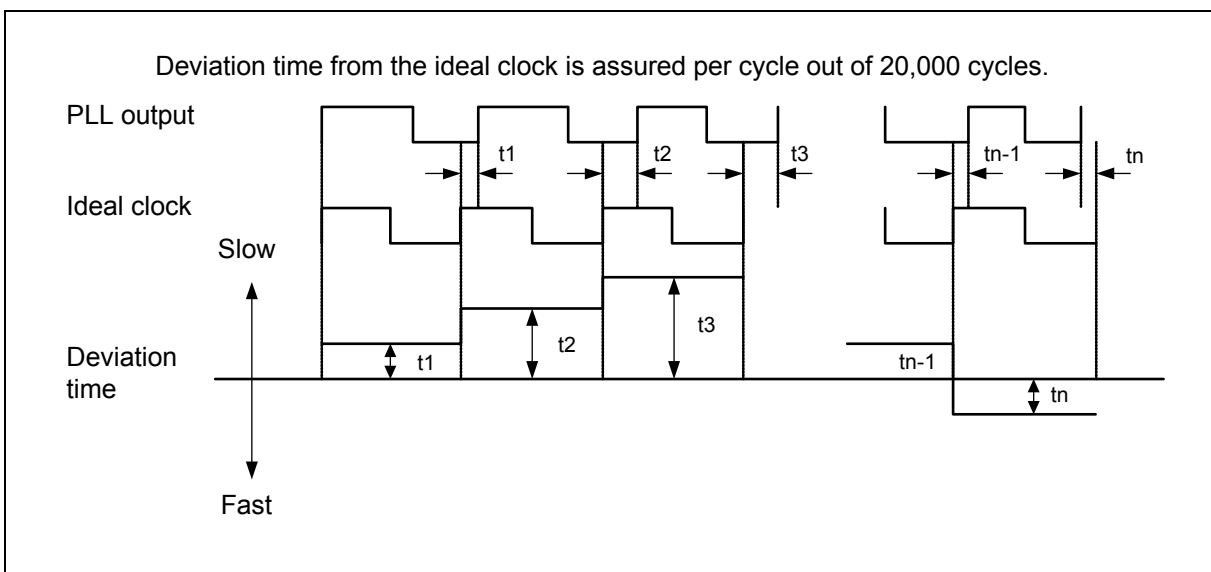 Deviation time from the ideal clock is assured per cycle out of 20,000 cycles.
PLL output
t1
t2
t3
tn-1
tn
Ideal clock
Slow
Deviation
time
t1
t2
t3
tn-1
tn
Fast